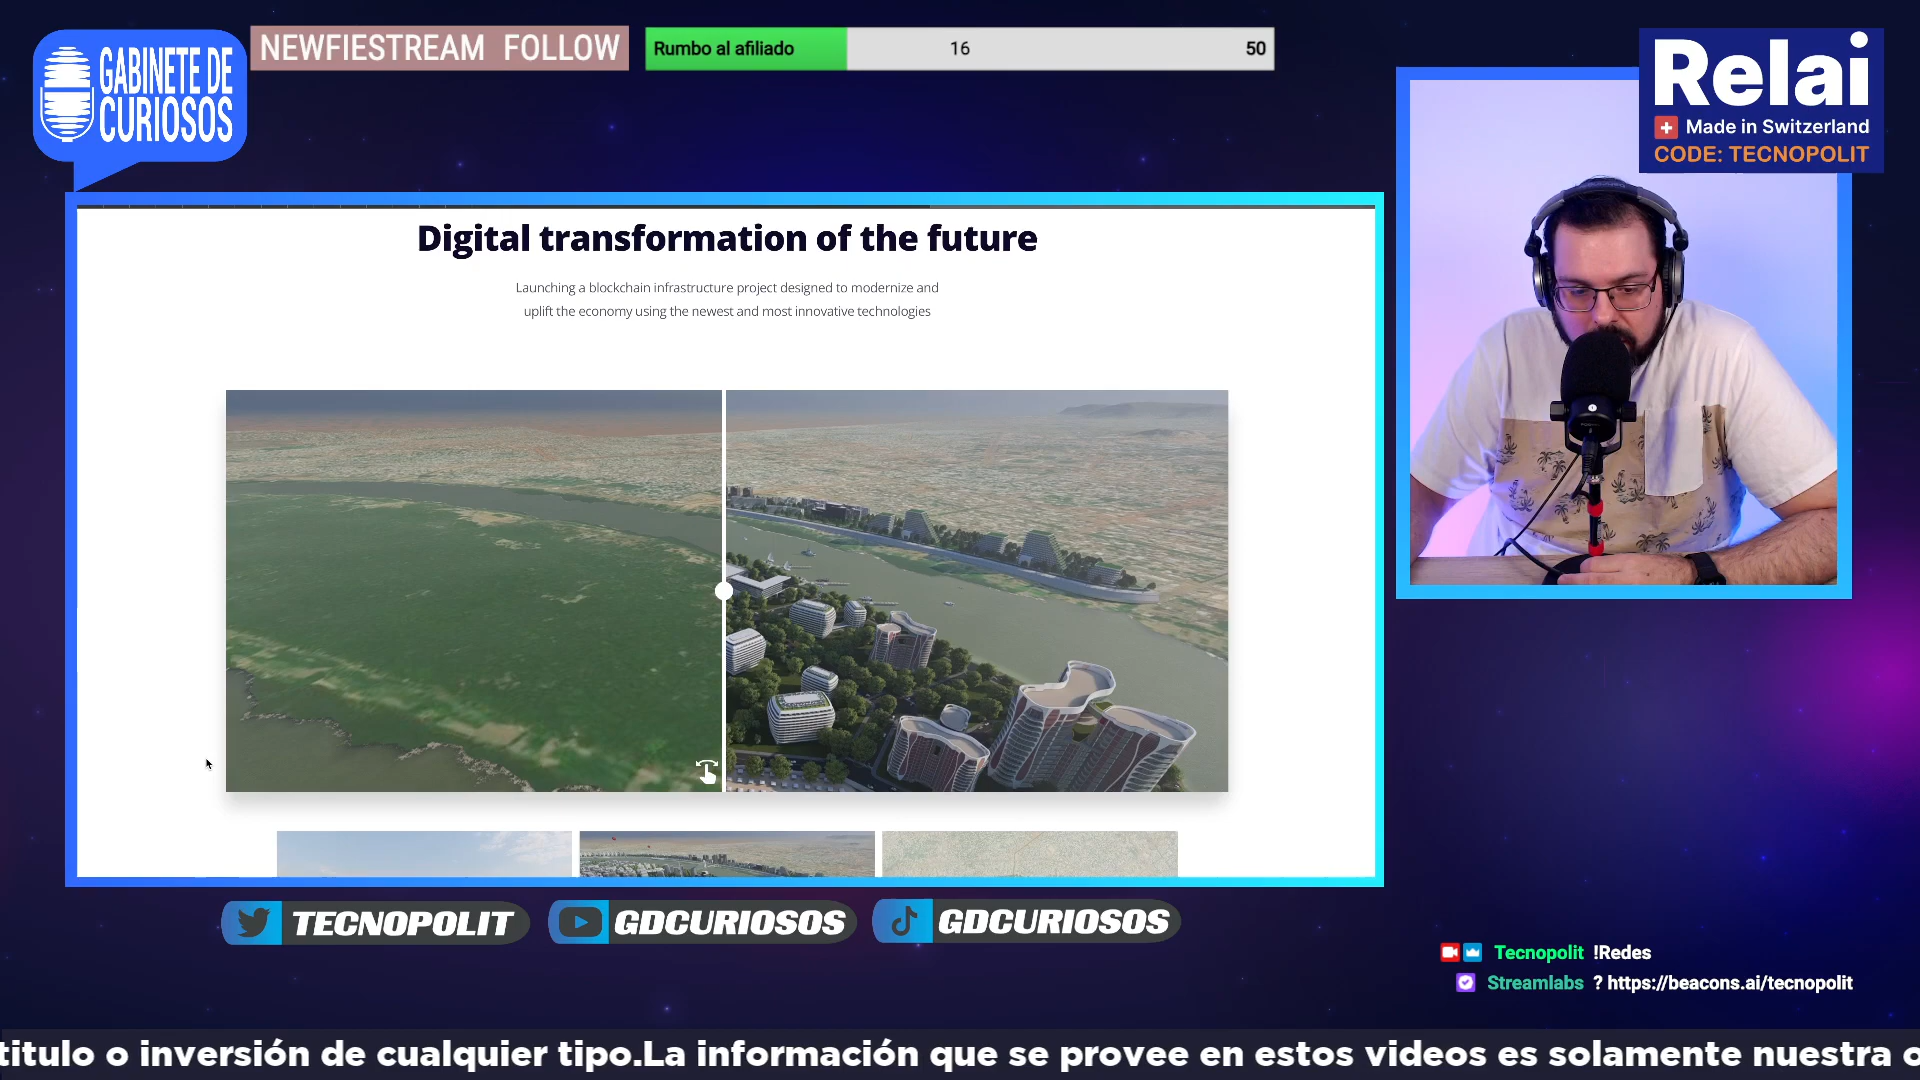 GABINETE DE
CURIOSOS
NEWFIESTREAM FOLLOW
Rumbo al afiliado 16 50
Relai
Made in Switzerland
CODE: TECNOPOLIT
Digital transformation of the future
Launching a blockchain infrastructure project designed to modernize and
uplift the economy using the newest and most innovative technologies
TECNOPOLIT
GDCURIOSOS
GDCURIOSOS
Tecnopolit !Redes
Streamlabs ? https://beacons.ai/tecnopolit
titulo o inversión de cualquier tipo.La información que se provee en estos videos es solamente nuestra o